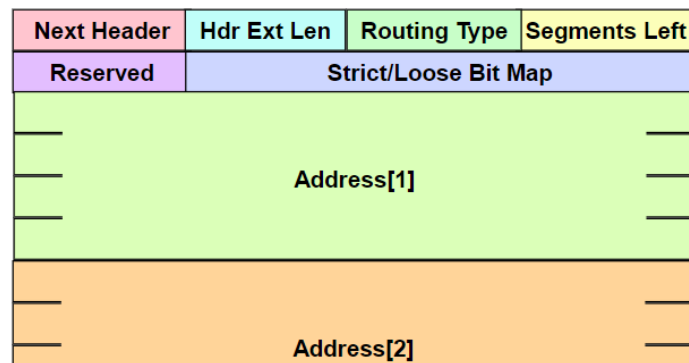 Next Header Hdr Ext Len Routing Type Segments Left
Reserved Strict/Loose Bit Map
Address[1]
Address[2]